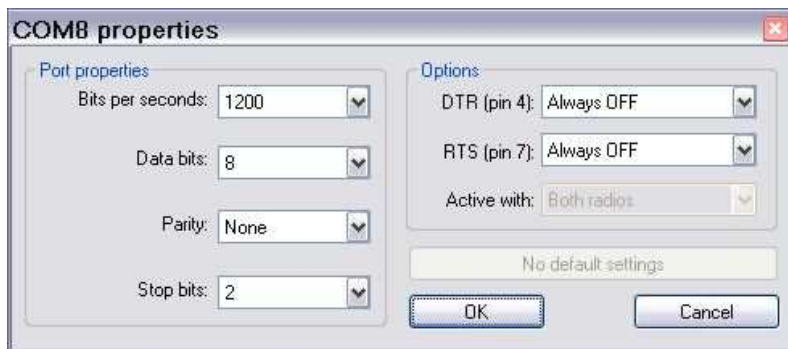 COM8 properties
Port properties
Bits per seconds: 1200
Data bits: 8
Parity: None
Stop bits: 2
Options
DTR (pin 4): Always OFF
RTS (pin 7): Always OFF
Active with: Both radios
No default settings
OK
Cancel